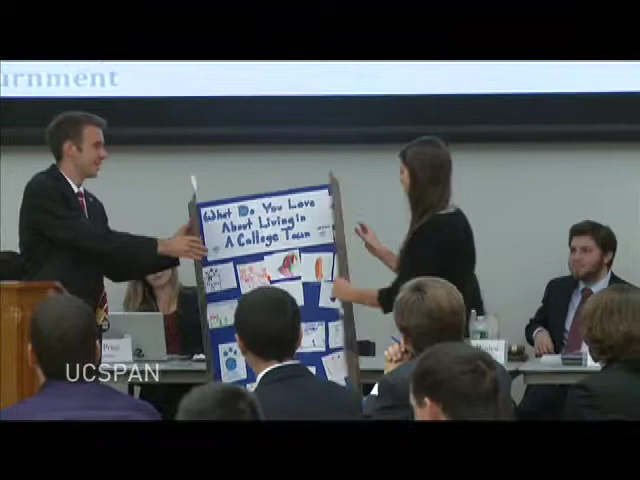 urnment
What Do You Love
About Living in
A College Town
UCSPAN